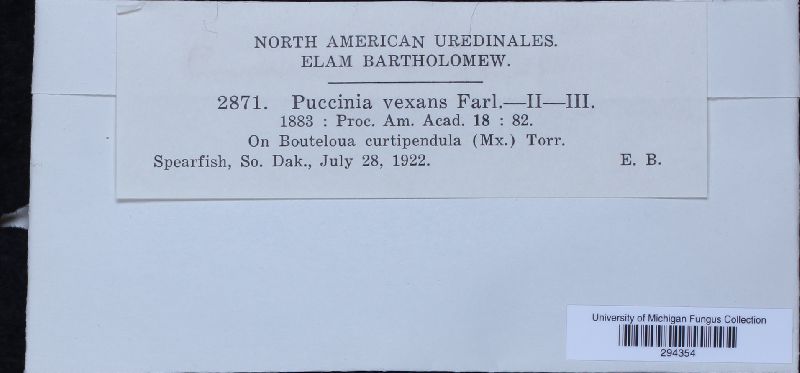 NORTH AMERICAN UREDINALES.
ELAM BARTHOLOMEW.
2871. Puccinia vexans Farl.—II—III.
1883 : Proc. Am. Acad. 18 : 82.
On Bouteloua curtipendula (Mx.) Torr.
Spearfish, So. Dak., July 28, 1922. E. B.
University of Michigan Fungus Collection
294354